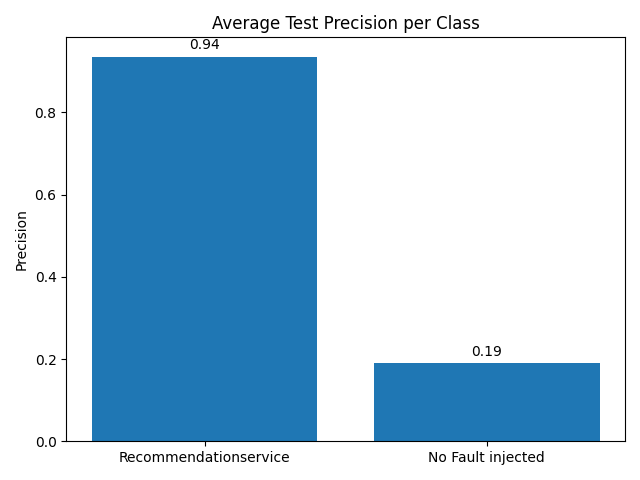 Average Test Precision per Class
0.94
0.19
0.8
0.6
0.4
0.2
0.0
Precision
Recommendationservice
No Fault injected